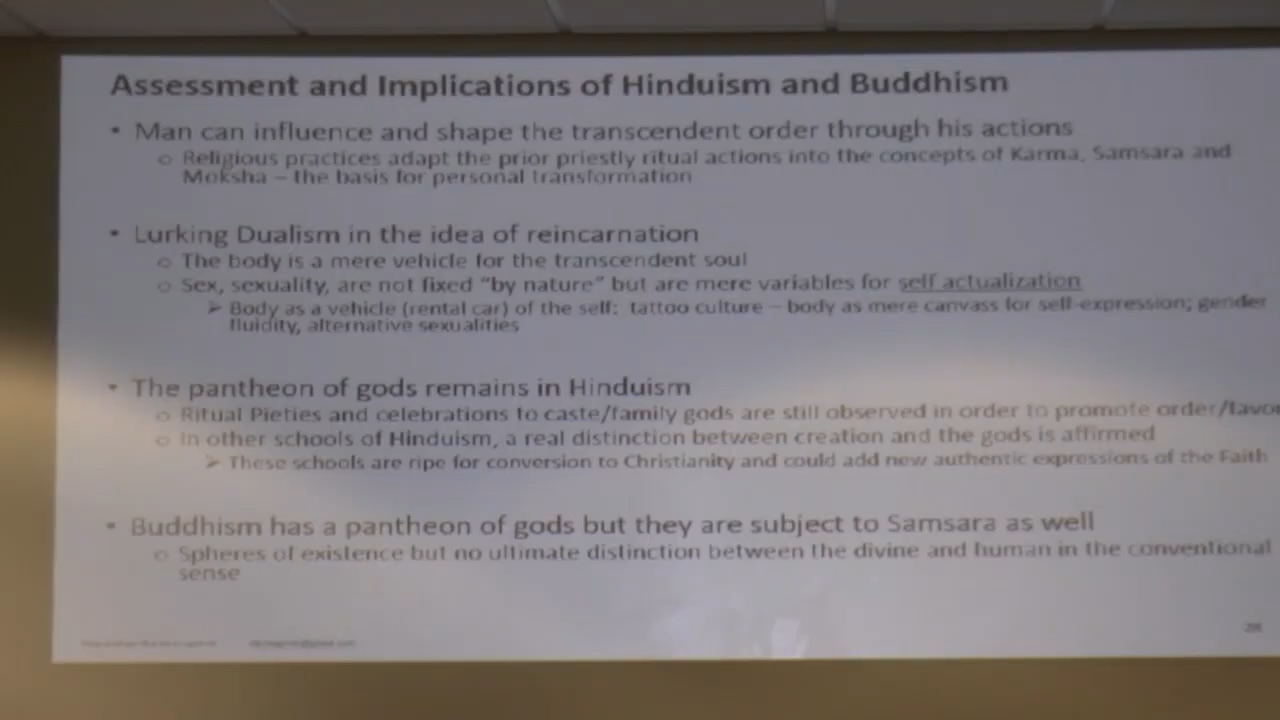 Assessment and Implications of Hinduism and Buddhism
• Man can influence and shape the transcendent order through his actions
○ Religious practices adapt the prior priestly ritual actions into the concepts of Karma, Samsara and
Moksha – the basis for personal transformation
• Lurking Dualism in the idea of reincarnation
○ The body is a mere vehicle for the transcendent soul
○ Sex, sexuality, are not fixed “by nature” but are mere variables for self actualization
➢ Body as a vehicle (rental car) of the self: tattoo culture – body as mere canvass for self-expression; gender
fluidity, alternative sexualities
• The pantheon of gods remains in Hinduism
○ Ritual Pieties and celebrations to caste/family gods are still observed in order to promote order/favor
○ In other schools of Hinduism, a real distinction between creation and the gods is affirmed
➢ These schools are ripe for conversion to Christianity and could add new authentic expressions of the Faith
• Buddhism has a pantheon of gods but they are subject to Samsara as well
○ Spheres of existence but no ultimate distinction between the divine and human in the conventional
sense